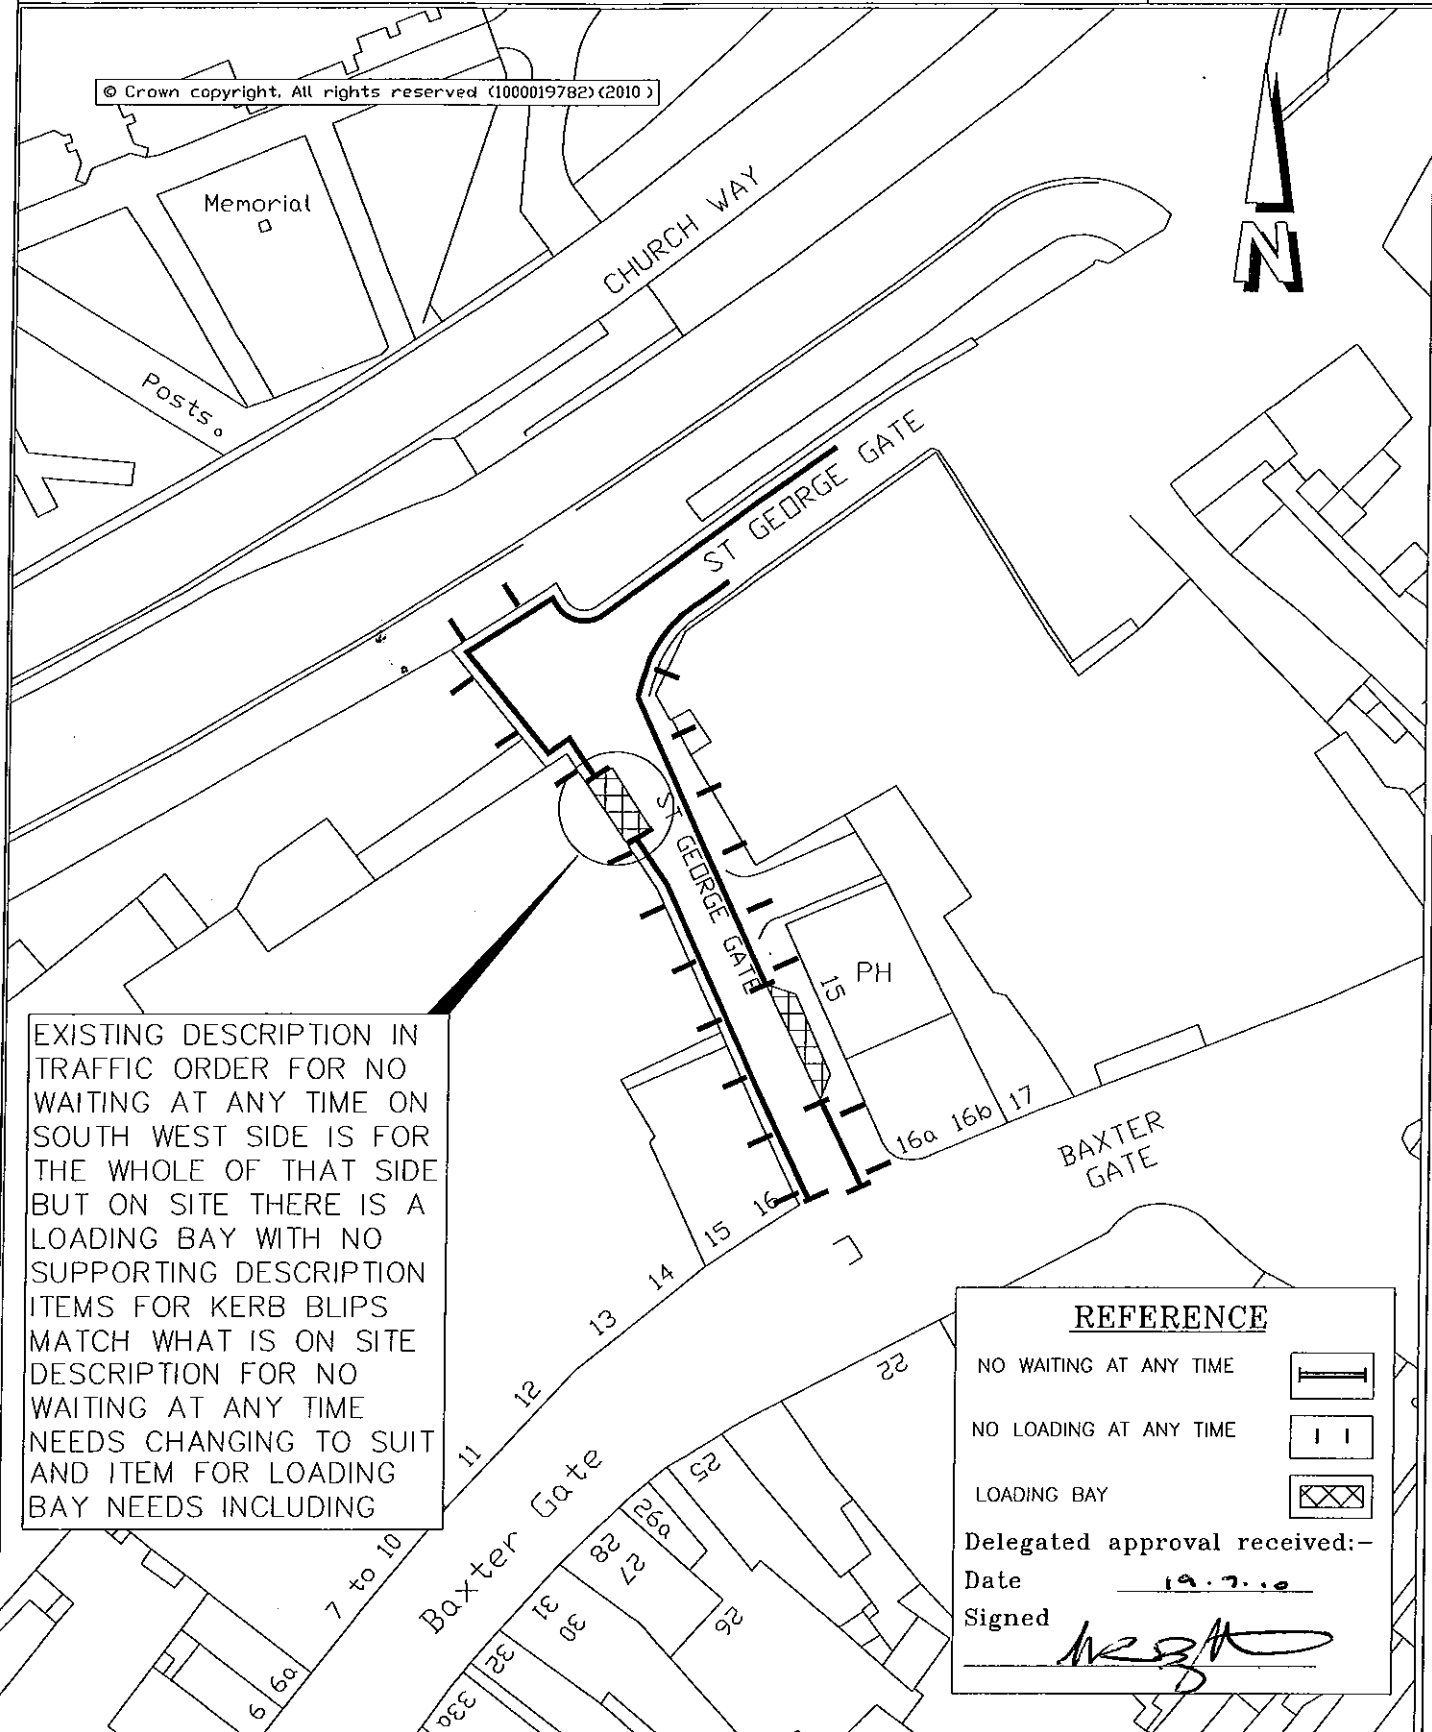 © Crown copyright. All rights reserved (1000019782)(2010 )
Memorial
CHURCH WAY
N
Posts
ST GEORGE GATE
ST GEORGE GATE
PH
15
16a 16b 17
BAXTER
GATE
EXISTING DESCRIPTION IN
TRAFFIC ORDER FOR NO
WAITING AT ANY TIME ON
SOUTH WEST SIDE IS FOR
THE WHOLE OF THAT SIDE
BUT ON SITE THERE IS A
LOADING BAY WITH NO
SUPPORTING DESCRIPTION
ITEMS FOR KERB BLIPS
MATCH WHAT IS ON SITE
DESCRIPTION FOR NO
WAITING AT ANY TIME
NEEDS CHANGING TO SUIT
AND ITEM FOR LOADING
BAY NEEDS INCLUDING
16
15
14
13
12
11
7 to 10
6a
6
Baxter Gate
22
25
26a
28
27
26
31
30
32
33a
REFERENCE
NO WAITING AT ANY TIME
NO LOADING AT ANY TIME
LOADING BAY
Delegated approval received:-
Date 19.7.10
Signed